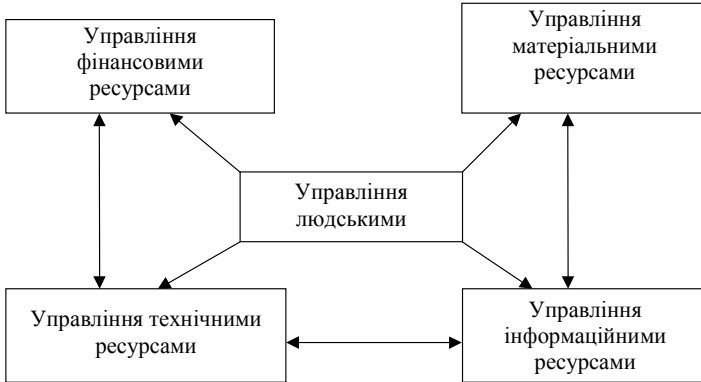 Управління
фінансовими
ресурсами
Управління
матеріальними
ресурсами
Управління
людськими
Управління технічними
ресурсами
Управління
інформаційними
ресурсами